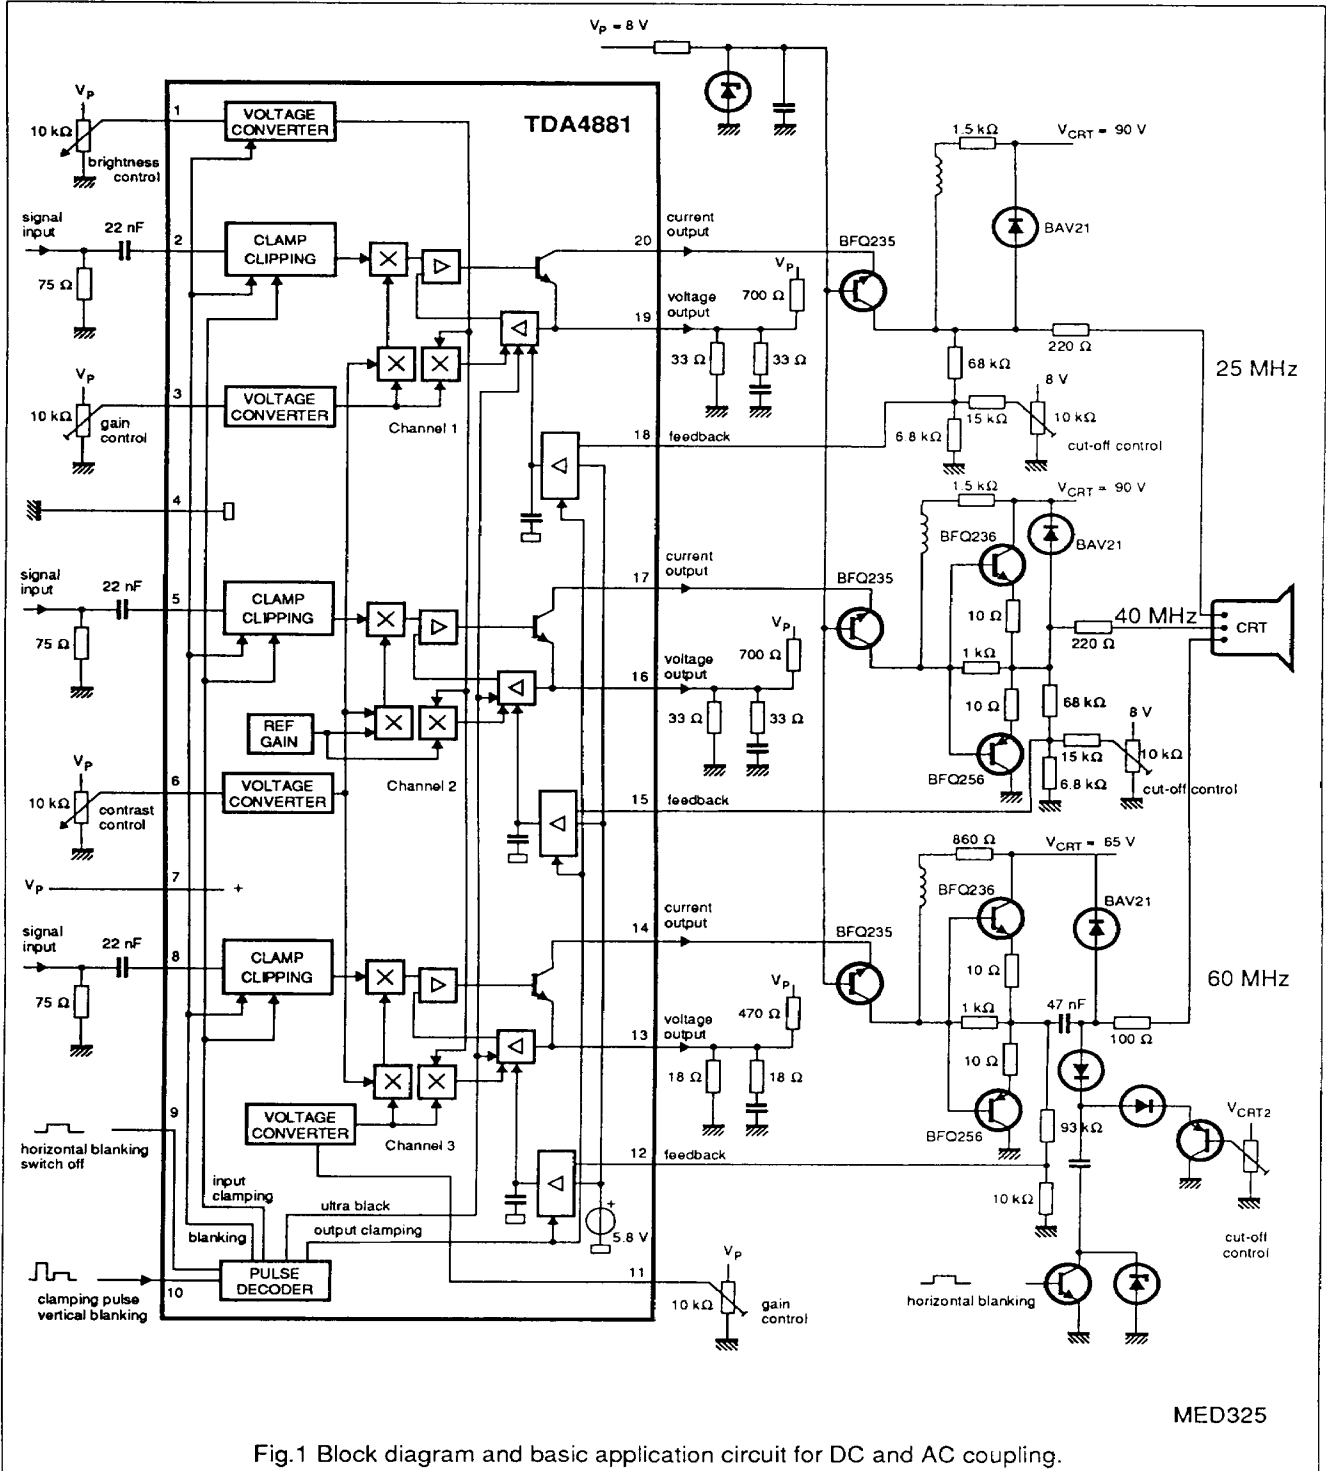 VP = 8 V
TDA4881
VP
10 kΩ
brightness
control
1
VOLTAGE
CONVERTER
signal
input
22 nF
75 Ω
2
CLAMP
CLIPPING
20
current
output
BFQ235
1.5 kΩ
VCRT = 90 V
BAV21
19
voltage
output
VP
700 Ω
33 Ω
33 Ω
220 Ω
25 MHz
68 kΩ
8 V
15 kΩ
10 kΩ
6.8 kΩ
cut-off control
VP
10 kΩ
gain
control
3
VOLTAGE
CONVERTER
Channel 1
18
feedback
4
signal
input
22 nF
75 Ω
5
CLAMP
CLIPPING
17
current
output
BFQ235
1.5 kΩ
VCRT = 90 V
BFQ236
BAV21
10 Ω
40 MHz
CRT
220 Ω
1 kΩ
10 Ω
68 kΩ
8 V
15 kΩ
10 kΩ
BFQ256
6.8 kΩ
cut-off control
16
voltage
output
VP
700 Ω
33 Ω
33 Ω
REF
GAIN
Channel 2
VP
10 kΩ
contrast
control
6
VOLTAGE
CONVERTER
15
feedback
VP
7
+
signal
input
22 nF
75 Ω
8
CLAMP
CLIPPING
14
current
output
BFQ235
860 Ω
VCRT = 65 V
BFQ236
BAV21
10 Ω
60 MHz
47 nF
1 kΩ
100 Ω
10 Ω
BFQ256
93 kΩ
VCRT2
13
voltage
output
VP
470 Ω
18 Ω
18 Ω
VOLTAGE
CONVERTER
Channel 3
12
feedback
10 kΩ
cut-off
control
9
horizontal blanking
switch off
input
clamping
ultra black
blanking
output clamping
+
5.8 V
PULSE
DECODER
10
clamping pulse
vertical blanking
11
VP
10 kΩ
gain
control
horizontal blanking
MED325
Fig.1 Block diagram and basic application circuit for DC and AC coupling.